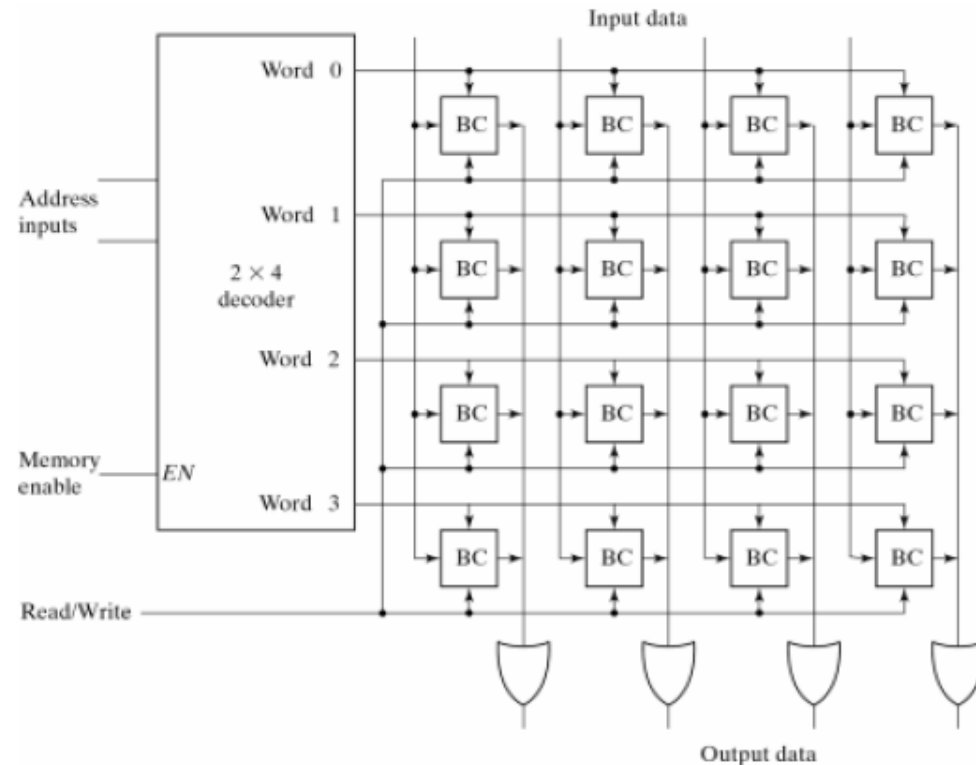 Input data
Word 0
BC BC BC BC
Address
inputs
Word 1
2 × 4
decoder
BC BC BC BC
Word 2
BC BC BC BC
Memory
enable
EN
Word 3
BC BC BC BC
Read/Write
Output data